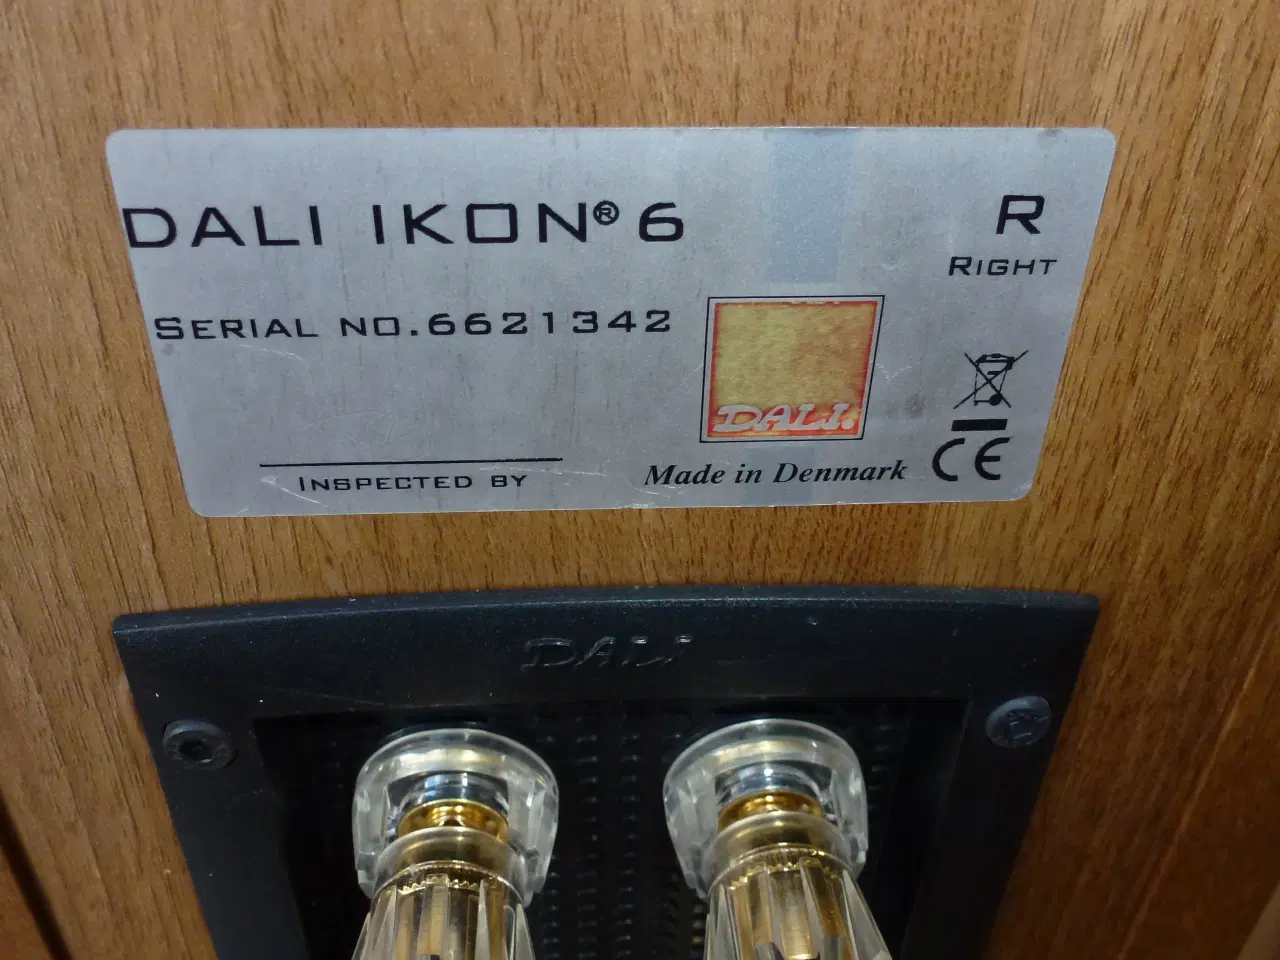 DALI IKON® 6
R
RIGHT
SERIAL NO.6621342
DALI.
INSPECTED BY
Made in Denmark
CE
DALI